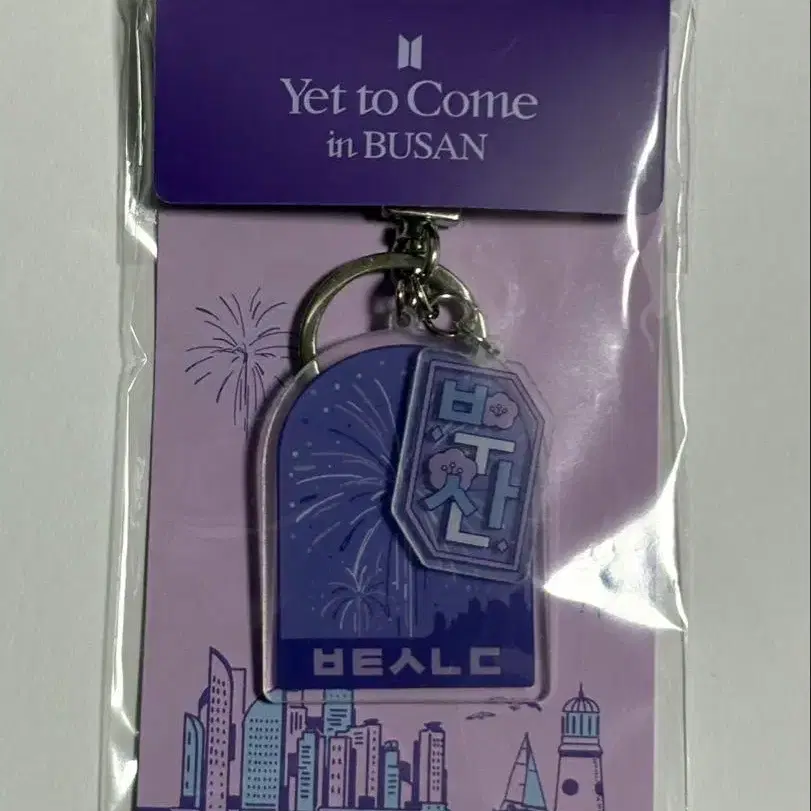 Yet to Come
in BUSAN
부산
ㅂㅌㅅㄴㄷ